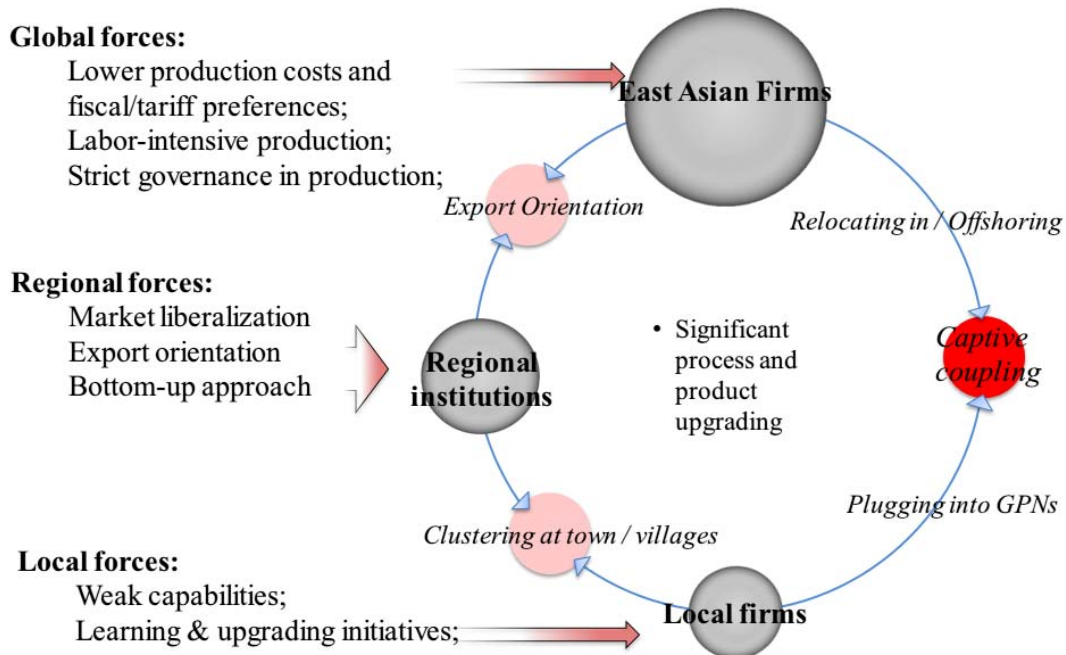 Global forces:
Lower production costs and
fiscal/tariff preferences;
Labor-intensive production;
Strict governance in production;
East Asian Firms
Export Orientation
Relocating in / Offshoring
Regional forces:
Market liberalization
Export orientation
Bottom-up approach
Regional
institutions
• Significant
process and
product
upgrading
Captive
coupling
Plugging into GPNs
Clustering at town / villages
Local forces:
Weak capabilities;
Learning & upgrading initiatives;
Local firms